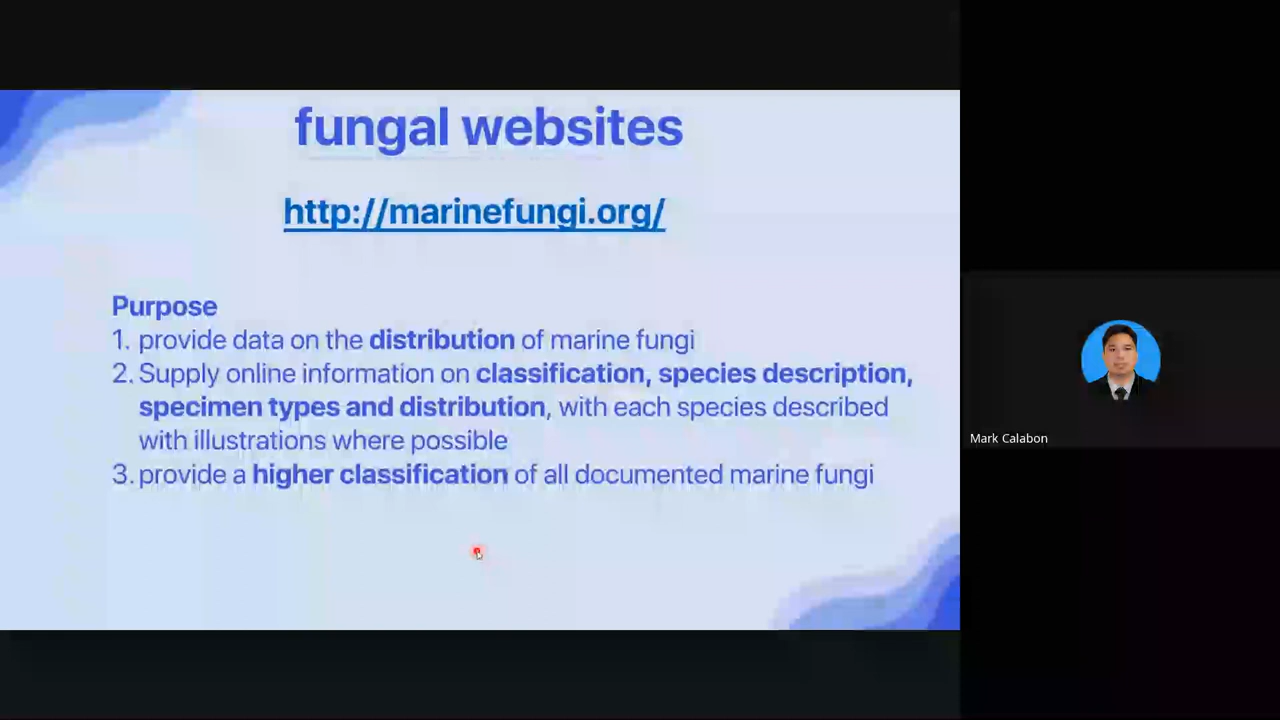 fungal websites
http://marinefungi.org/
Purpose
1. provide data on the distribution of marine fungi
2. Supply online information on classification, species description,
specimen types and distribution, with each species described
with illustrations where possible
3. provide a higher classification of all documented marine fungi
Mark Calabon